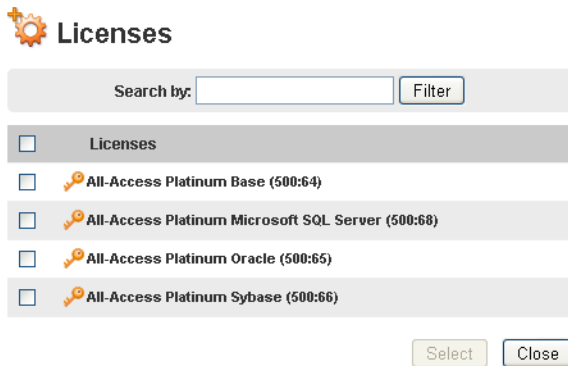 Licenses
Search by: Filter
Licenses
All-Access Platinum Base (500:64)
All-Access Platinum Microsoft SQL Server (500:68)
All-Access Platinum Oracle (500:65)
All-Access Platinum Sybase (500:66)
Select Close